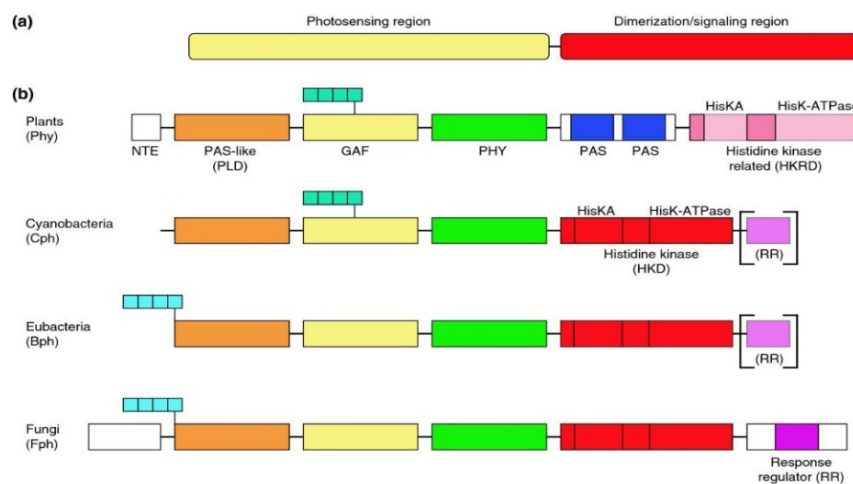 (a)
Photosensing region
Dimerization/signaling region
(b)
Plants
(Phy)
HisKA
HisK-ATPase
NTE
PAS-like
(PLD)
GAF
PHY
PAS
PAS
Histidine kinase
related (HKRD)
Cyanobacteria
(Cph)
HisKA
HisK-ATPase
Histidine kinase
(HKD)
(RR)
Eubacteria
(Bph)
(RR)
Fungi
(Fph)
Response
regulator (RR)